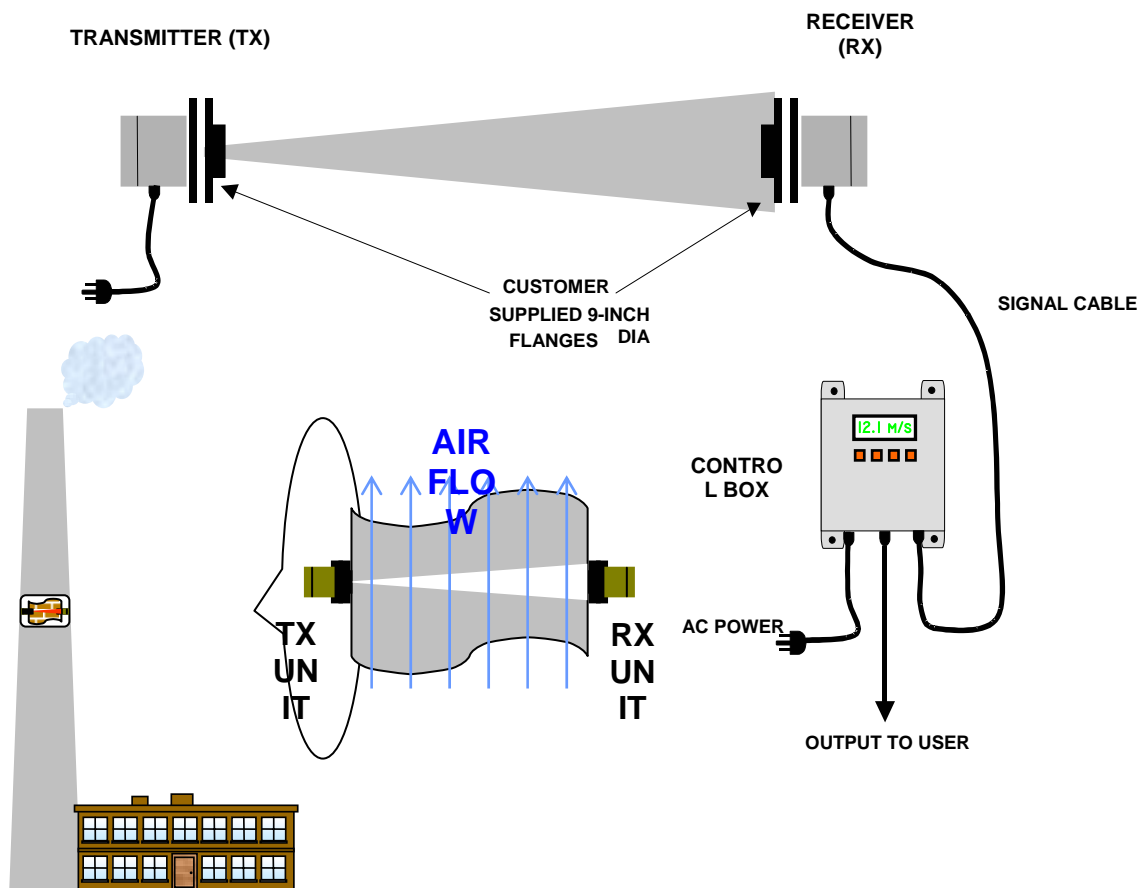 TRANSMITTER (TX)
RECEIVER
(RX)
CUSTOMER
SUPPLIED 9-INCH
FLANGES DIA
SIGNAL CABLE
12.1 M/S
CONTRO
L BOX
AIR
FLO
W
TX
UN
IT
RX
UN
IT
AC POWER
OUTPUT TO USER